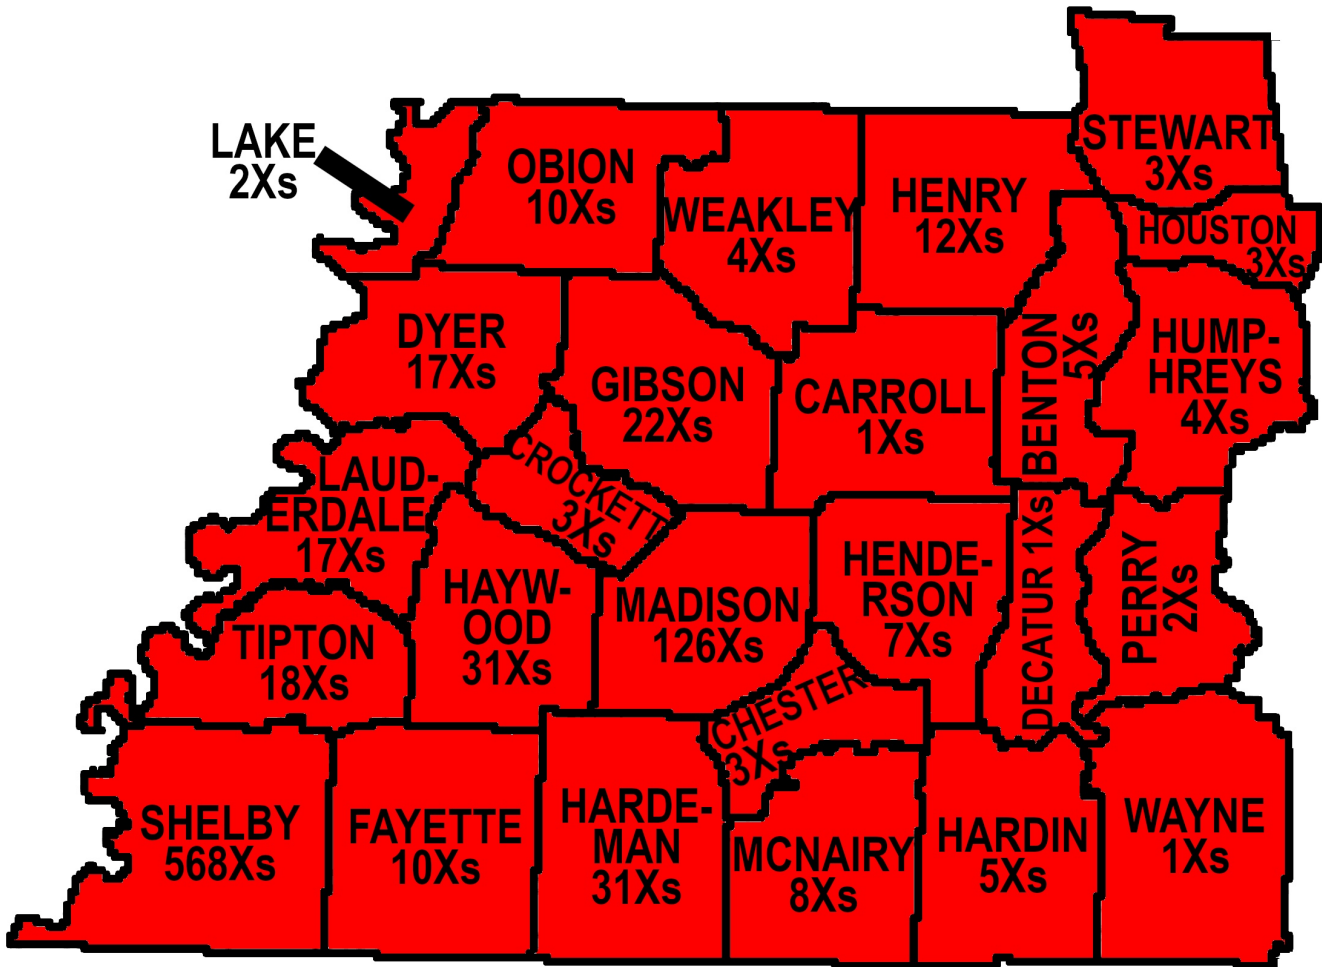 STEWART
3Xs
LAKE
2Xs
OBION
10Xs
WEAKLEY
4Xs
HENRY
12Xs
HOUSTON
3Xs
DYER
17Xs
GIBSON
22Xs
CARROLL
1Xs
BENTON
5Xs
HUMP-
HREYS
4Xs
LAUD-
ERDALE
17Xs
CROCKETT
3Xs
HAYW-
OOD
31Xs
MADISON
126Xs
HENDE-
RSON
7Xs
DECATUR 1Xs
PERRY
2Xs
TIPTON
18Xs
CHESTER
3Xs
SHELBY
568Xs
FAYETTE
10Xs
HARDE-
MAN
31Xs
MCNAIRY
8Xs
HARDIN
5Xs
WAYNE
1Xs